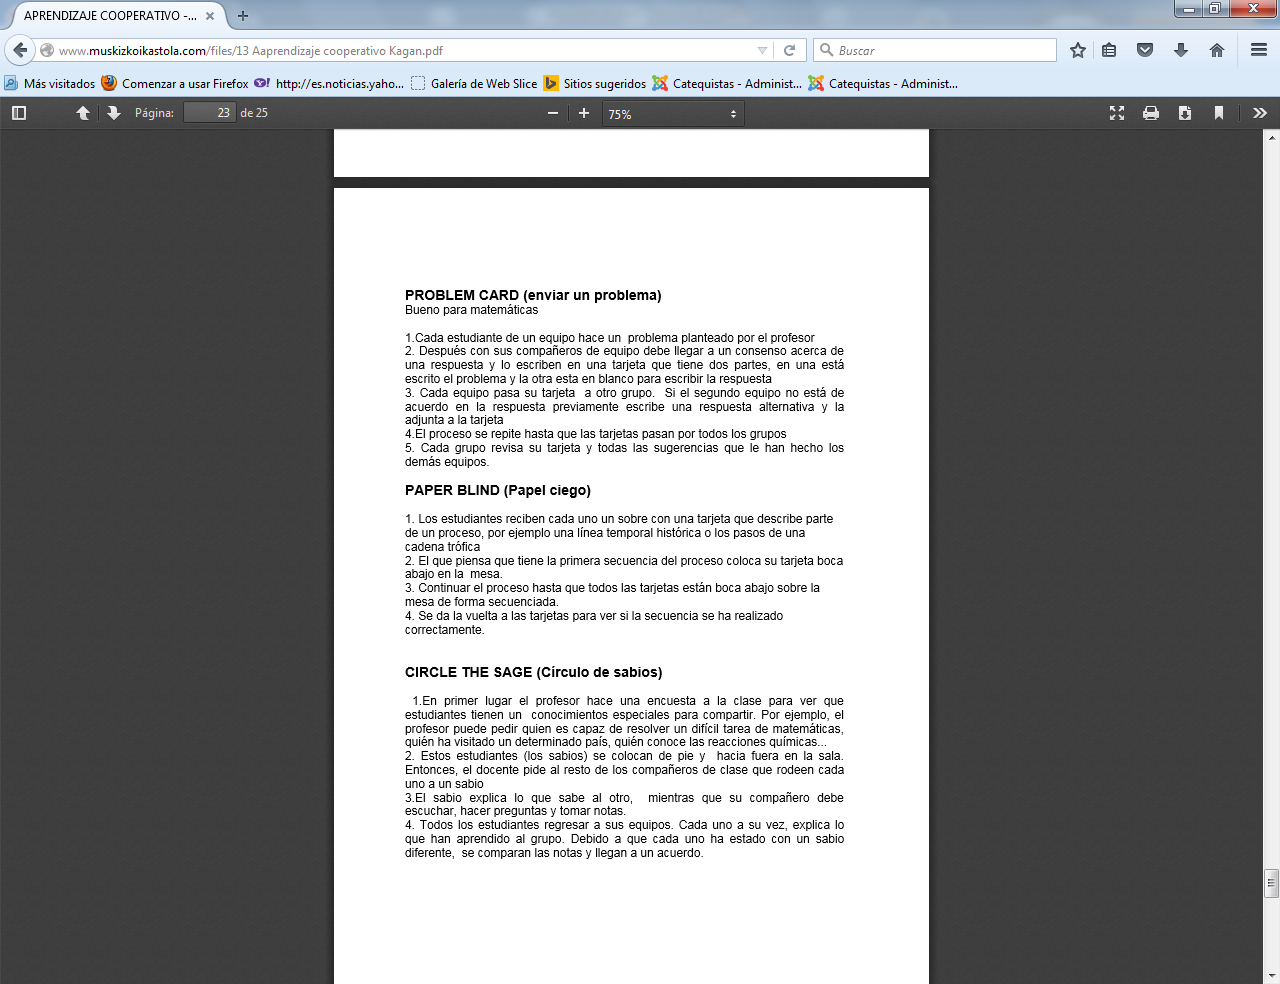 APRENDIZAJE COOPERATIVO -...
www.muskizkoikastola.com/files/13 Aaprendizaje cooperativo Kagan.pdf
Buscar
Más visitados Comenzar a usar Firefox http://es.noticias.yaho... Galería de Web Slice Sitios sugeridos Catequistas - Administ... Catequistas - Administ...
Página: 23 de 25 75%
PROBLEM CARD (enviar un problema)
Bueno para matemáticas
1.Cada estudiante de un equipo hace un problema planteado por el profesor
2. Después con sus compañeros de equipo debe llegar a un consenso acerca de
una respuesta y lo escriben en una tarjeta que tiene dos partes, en una está
escrito el problema y la otra esta en blanco para escribir la respuesta
3. Cada equipo pasa su tarjeta a otro grupo. Si el segundo equipo no está de
acuerdo en la respuesta previamente escribe una respuesta alternativa y la
adjunta a la tarjeta
4.El proceso se repite hasta que las tarjetas pasan por todos los grupos
5. Cada grupo revisa su tarjeta y todas las sugerencias que le han hecho los
demás equipos.
PAPER BLIND (Papel ciego)
1. Los estudiantes reciben cada uno un sobre con una tarjeta que describe parte
de un proceso, por ejemplo una línea temporal histórica o los pasos de una
cadena trófica
2. El que piensa que tiene la primera secuencia del proceso coloca su tarjeta boca
abajo en la mesa.
3. Continuar el proceso hasta que todos las tarjetas están boca abajo sobre la
mesa de forma secuenciada.
4. Se da la vuelta a las tarjetas para ver si la secuencia se ha realizado
correctamente.
CIRCLE THE SAGE (Círculo de sabios)
1.En primer lugar el profesor hace una encuesta a la clase para ver que
estudiantes tienen un conocimientos especiales para compartir. Por ejemplo, el
profesor puede pedir quien es capaz de resolver un difícil tarea de matemáticas,
quién ha visitado un determinado país, quién conoce las reacciones químicas...
2. Estos estudiantes (los sabios) se colocan de pie y hacia fuera en la sala.
Entonces, el docente pide al resto de los compañeros de clase que rodeen cada
uno a un sabio
3.El sabio explica lo que sabe al otro, mientras que su compañero debe
escuchar, hacer preguntas y tomar notas.
4. Todos los estudiantes regresar a sus equipos. Cada uno a su vez, explica lo
que han aprendido al grupo. Debido a que cada uno ha estado con un sabio
diferente, se comparan las notas y llegan a un acuerdo.